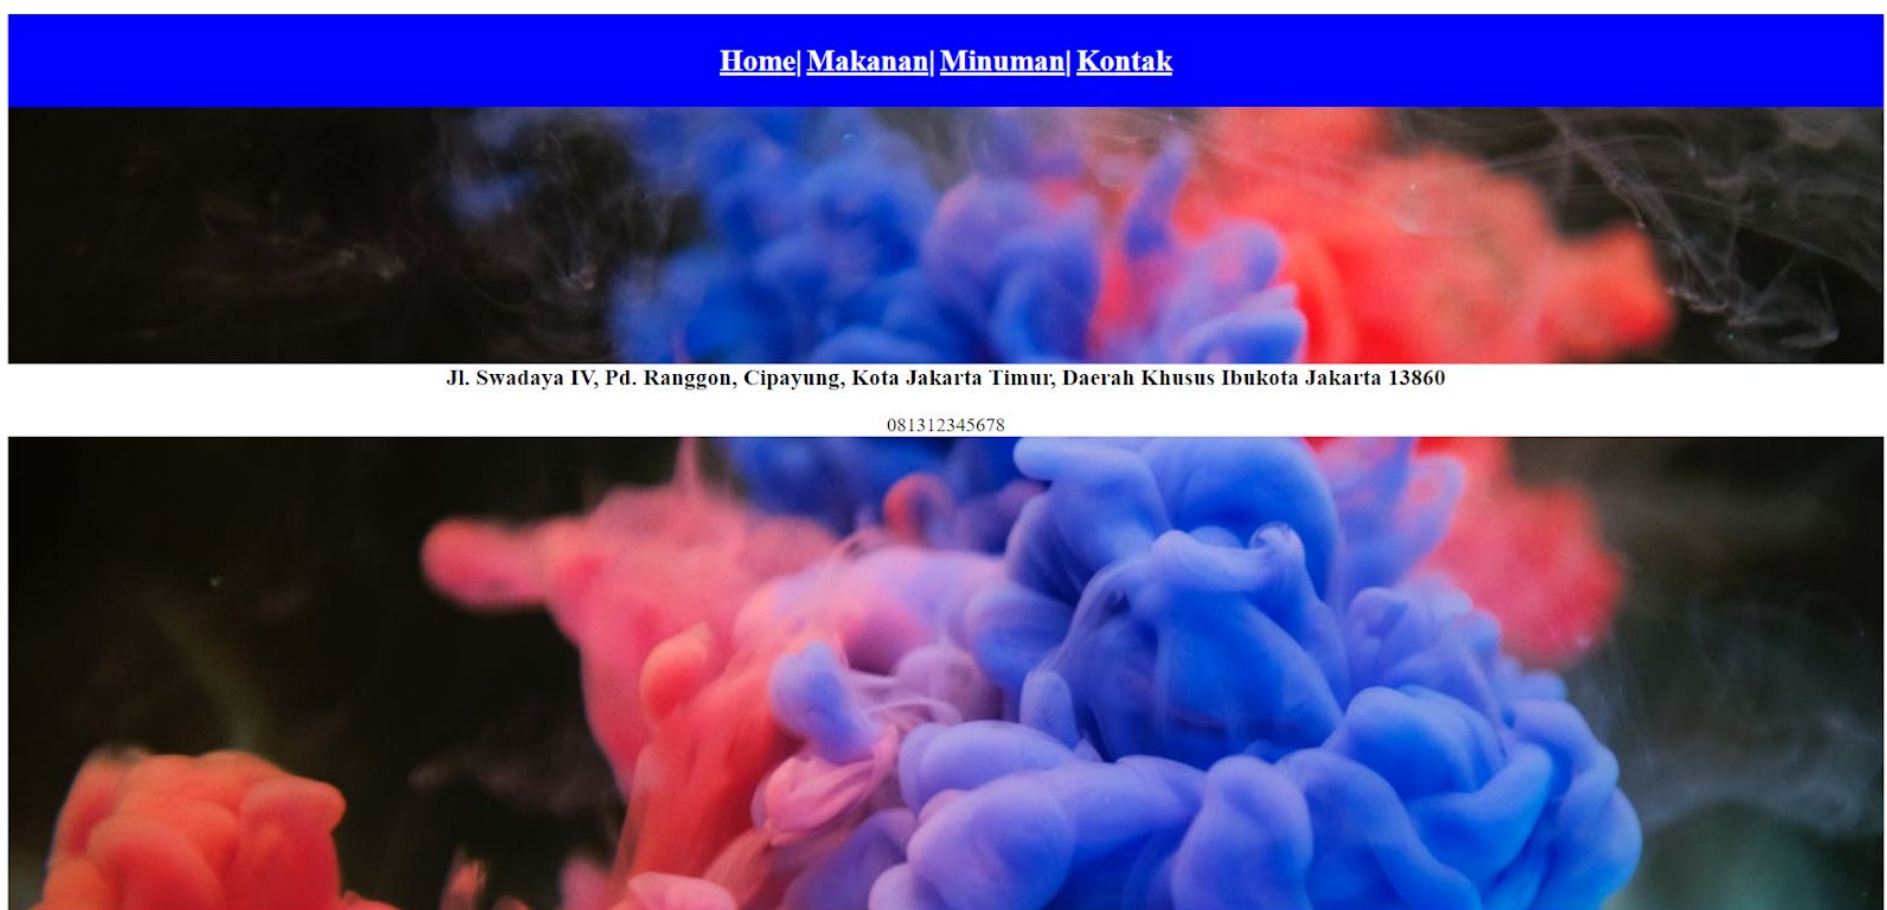 Home| Makanan| Minuman| Kontak
Jl. Swadaya IV, Pd. Ranggon, Cipayung, Kota Jakarta Timur, Daerah Khusus Ibukota Jakarta 13860
081312345678